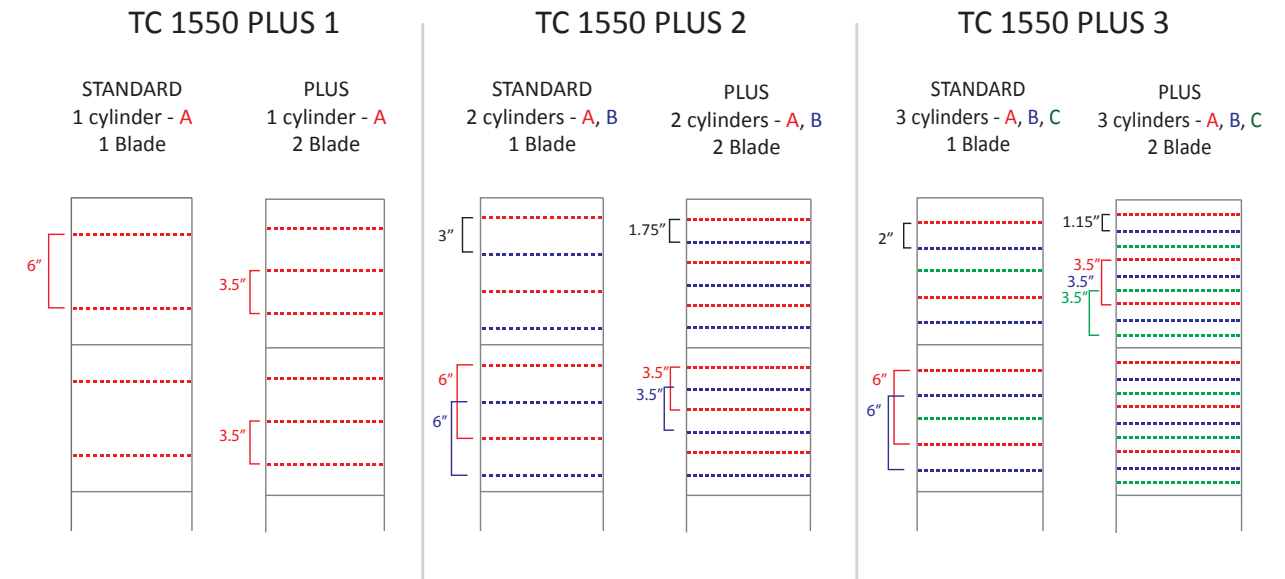 TC 1550 PLUS 1
STANDARD
1 cylinder - A
1 Blade
PLUS
1 cylinder - A
2 Blade
6”
3.5”
3.5”
TC 1550 PLUS 2
STANDARD
2 cylinders - A, B
1 Blade
PLUS
2 cylinders - A, B
2 Blade
3”
6”
6”
1.75”
3.5”
3.5”
TC 1550 PLUS 3
STANDARD
3 cylinders - A, B, C
1 Blade
PLUS
3 cylinders - A, B, C
2 Blade
2”
6”
6”
1.15”
3.5”
3.5”
3.5”